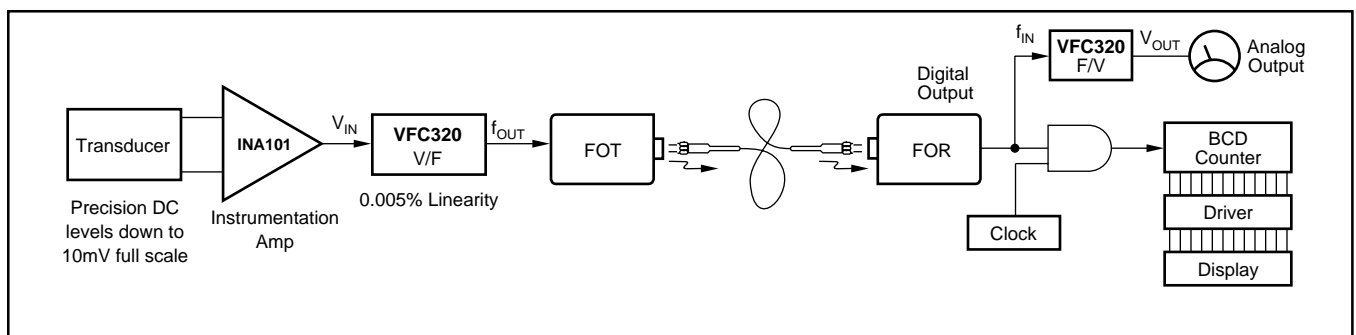 Transducer
Precision DC
levels down to
10mV full scale
INA101
Instrumentation
Amp
VIN
VFC320
V/F
0.005% Linearity
fOUT
FOT
FOR
Digital
Output
fIN
VFC320
F/V
VOUT
Analog
Output
Clock
BCD
Counter
Driver
Display